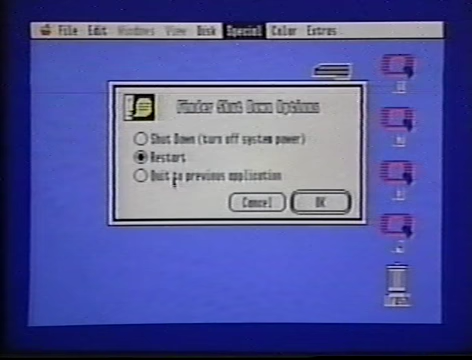 File Edit Windows View Disk Special Color Extras
Finder Shut Down Options
Shut Down (turn off system power)
Restart
Quit to previous application
Cancel OK
Trash